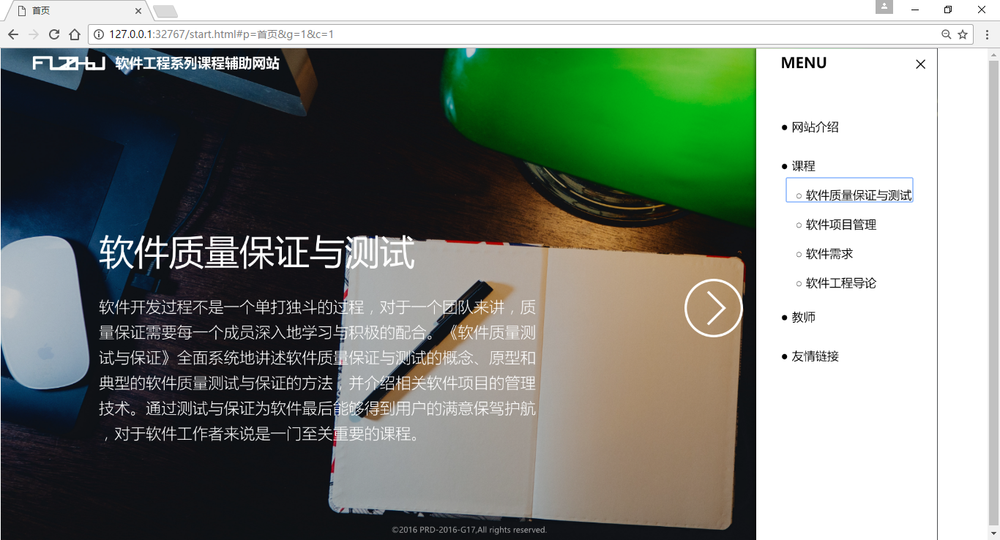 首页
127.0.0.1:32767/start.html#p=首页&g=1&c=1
软件工程系列课程辅助网站
MENU
网站介绍
课程
软件质量保证与测试
软件项目管理
软件需求
软件工程导论
教师
友情链接
软件质量保证与测试
软件开发过程不是一个单打独斗的过程，对于一个团队来讲，质
量保证需要每一个成员深入地学习与积极的配合。《软件质量测
试与保证》全面系统地讲述软件质量保证与测试的概念、原型和
典型的软件质量测试与保证的方法，并介绍相关软件项目的管理
技术。通过测试与保证为软件最后能够得到用户的满意保驾护航
，对于软件工作者来说是一门至关重要的课程。
©2016 PRD-2016-G17,All rights reserved.